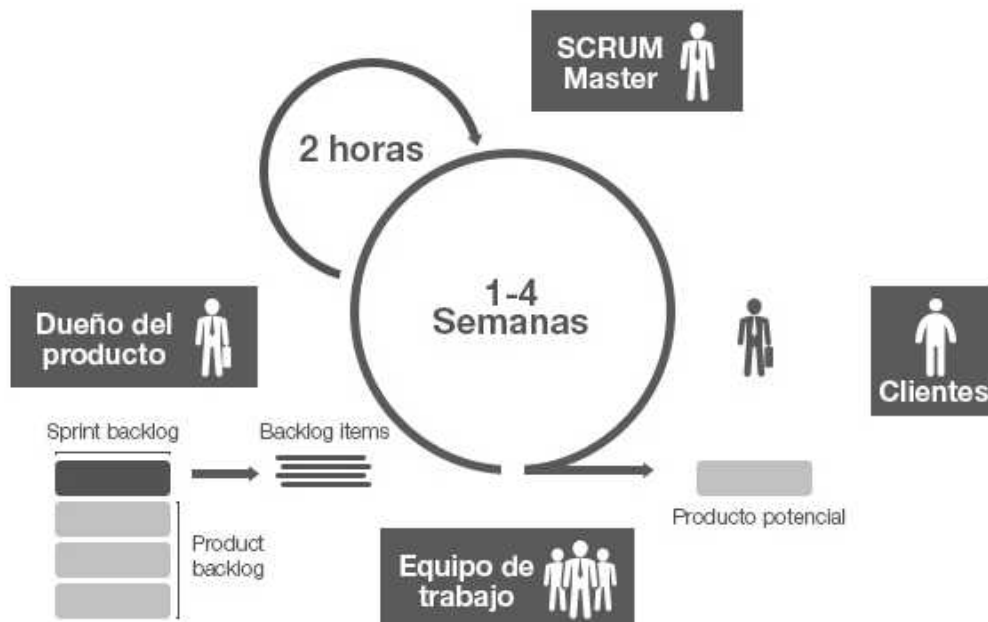 SCRUM
Master
2 horas
1-4
Semanas
Dueño del
producto
Clientes
Sprint backlog
Backlog items
Product
backlog
Producto potencial
Equipo de
trabajo